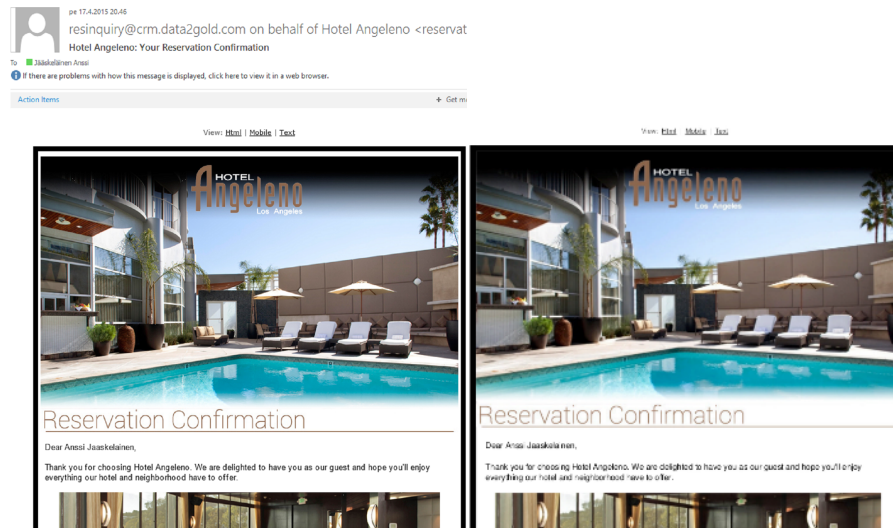 pe 17.4.2015 20.46
resinquiry@crm.data2gold.com on behalf of Hotel Angeleno <reservat
Hotel Angeleno: Your Reservation Confirmation
To Jääskeläinen Anssi
If there are problems with how this message is displayed, click here to view it in a web browser.
Action Items
+ Get m
View: Html | Mobile | Text
HOTEL
Angeleno
Los Angeles
Reservation Confirmation
Dear Anssi Jaaskelainen,
Thank you for choosing Hotel Angeleno. We are delighted to have you as our guest and hope you'll enjoy
everything our hotel and neighborhood have to offer.
View: Html | Mobile | Text
HOTEL
Angeleno
Los Angeles
Reservation Confirmation
Dear Anssi Jaaskelainen,
Thank you for choosing Hotel Angeleno. We are delighted to have you as our guest and hope you'll enjoy
everything our hotel and neighborhood have to offer.